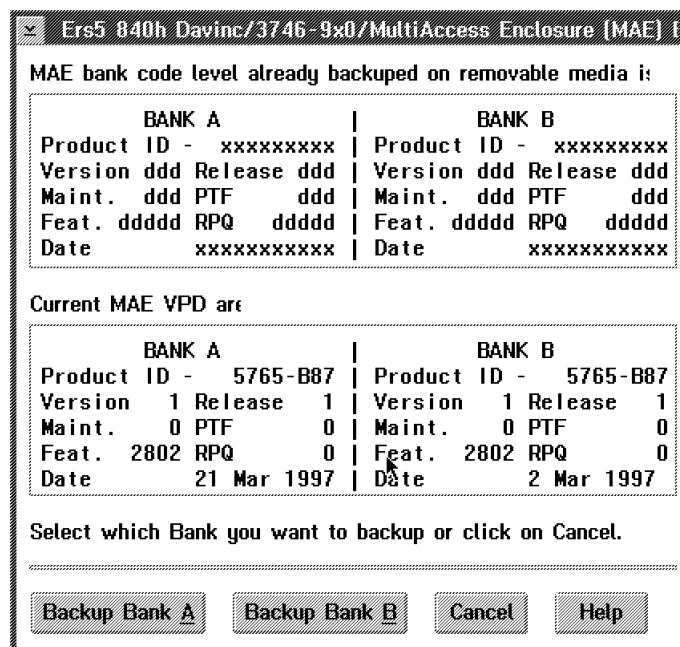 Ers5 840h Davinc/3746-9x0/MultiAccess Enclosure (MAE)
MAE bank code level already backuped on removable media is
BANK A | BANK B
Product ID - xxxxxxxxx | Product ID - xxxxxxxxx
Version ddd Release ddd | Version ddd Release ddd
Maint. ddd PTF ddd | Maint. ddd PTF ddd
Feat. ddddd RPQ ddddd | Feat. ddddd RPQ ddddd
Date xxxxxxxxxxx | Date xxxxxxxxxxx
Current MAE VPD are
BANK A | BANK B
Product ID - 5765-B87 | Product ID - 5765-B87
Version 1 Release 1 | Version 1 Release 1
Maint. 0 PTF 0 | Maint. 0 PTF 0
Feat. 2802 RPQ 0 | Feat. 2802 RPQ 0
Date 21 Mar 1997 | Date 2 Mar 1997
Select which Bank you want to backup or click on Cancel.
Backup Bank A Backup Bank B Cancel Help